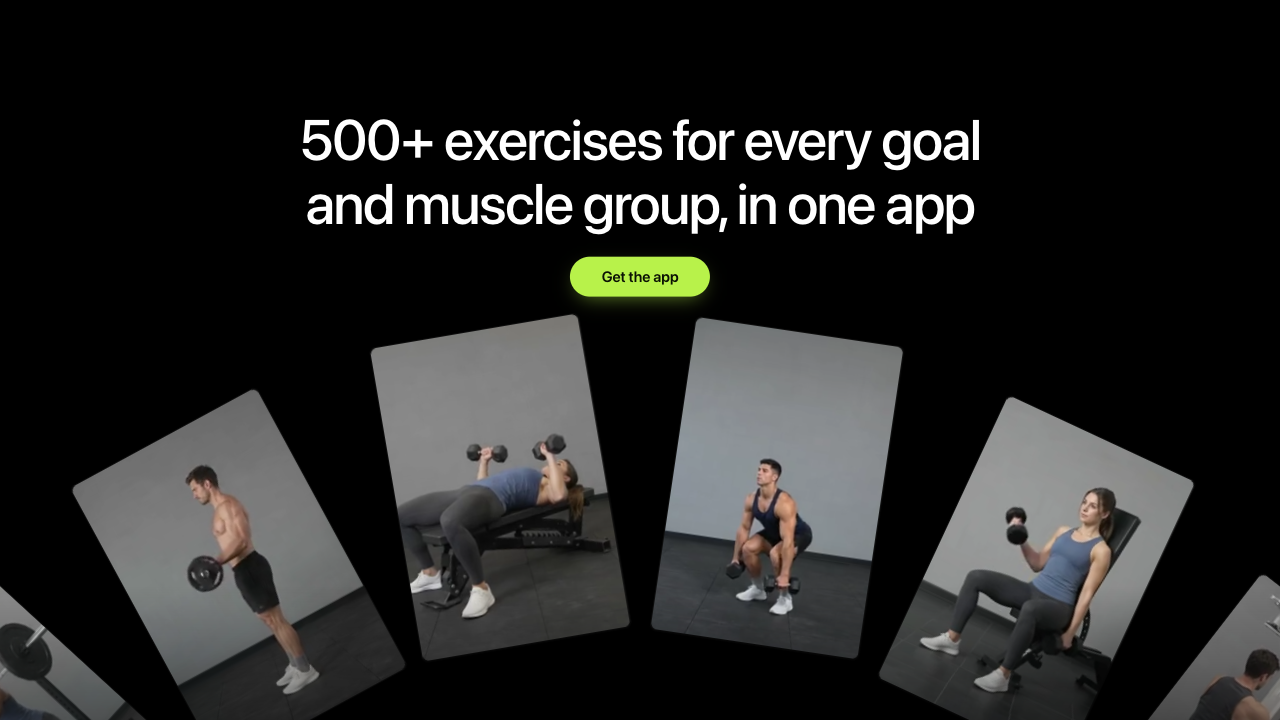 500+ exercises for every goal
and muscle group, in one app
Get the app